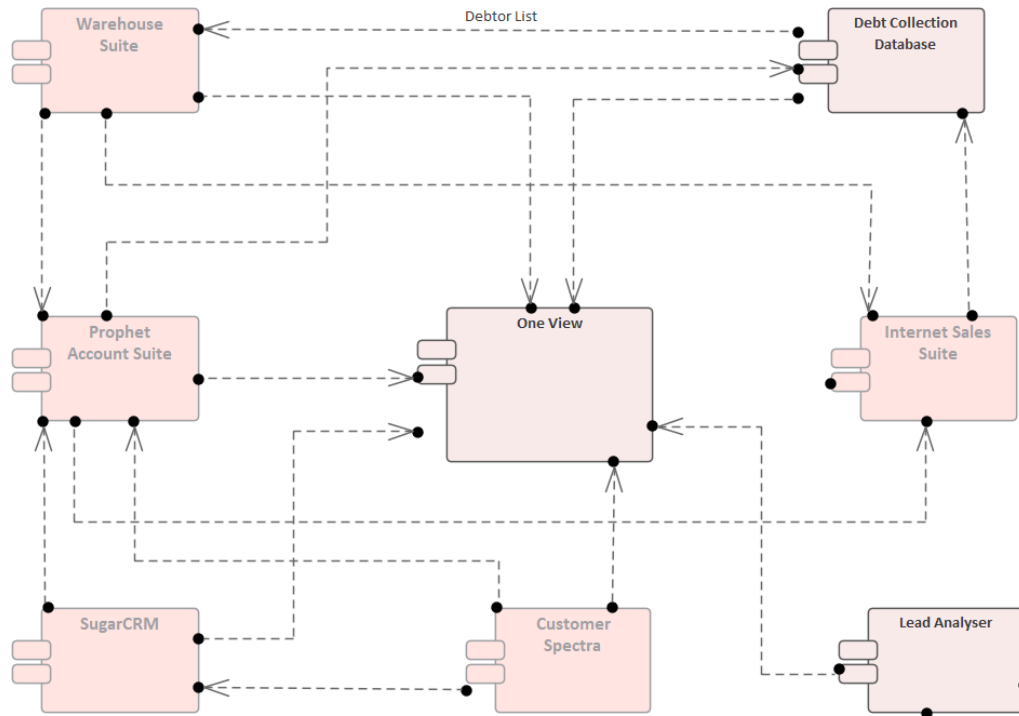 Debtor List
Warehouse
Suite
Debt Collection
Database
Prophet
Account Suite
One View
Internet Sales
Suite
SugarCRM
Customer
Spectra
Lead Analyser